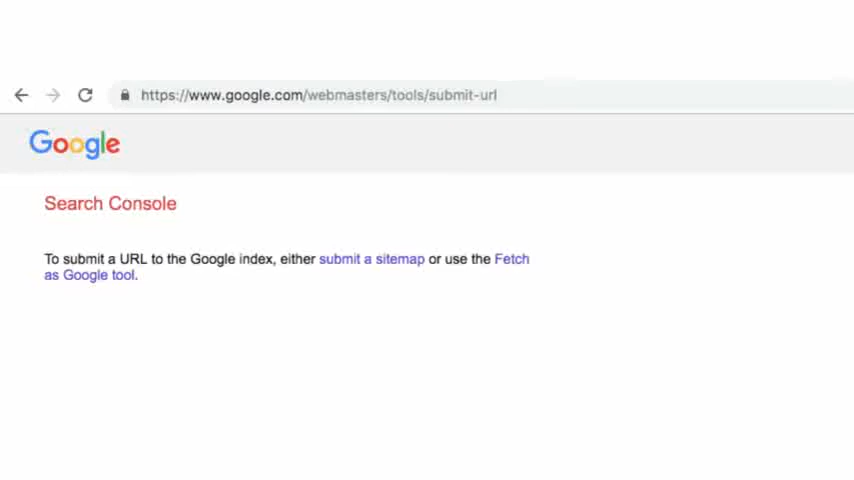 https://www.google.com/webmasters/tools/submit-url
Google
Search Console
To submit a URL to the Google index, either submit a sitemap or use the Fetch
as Google tool.